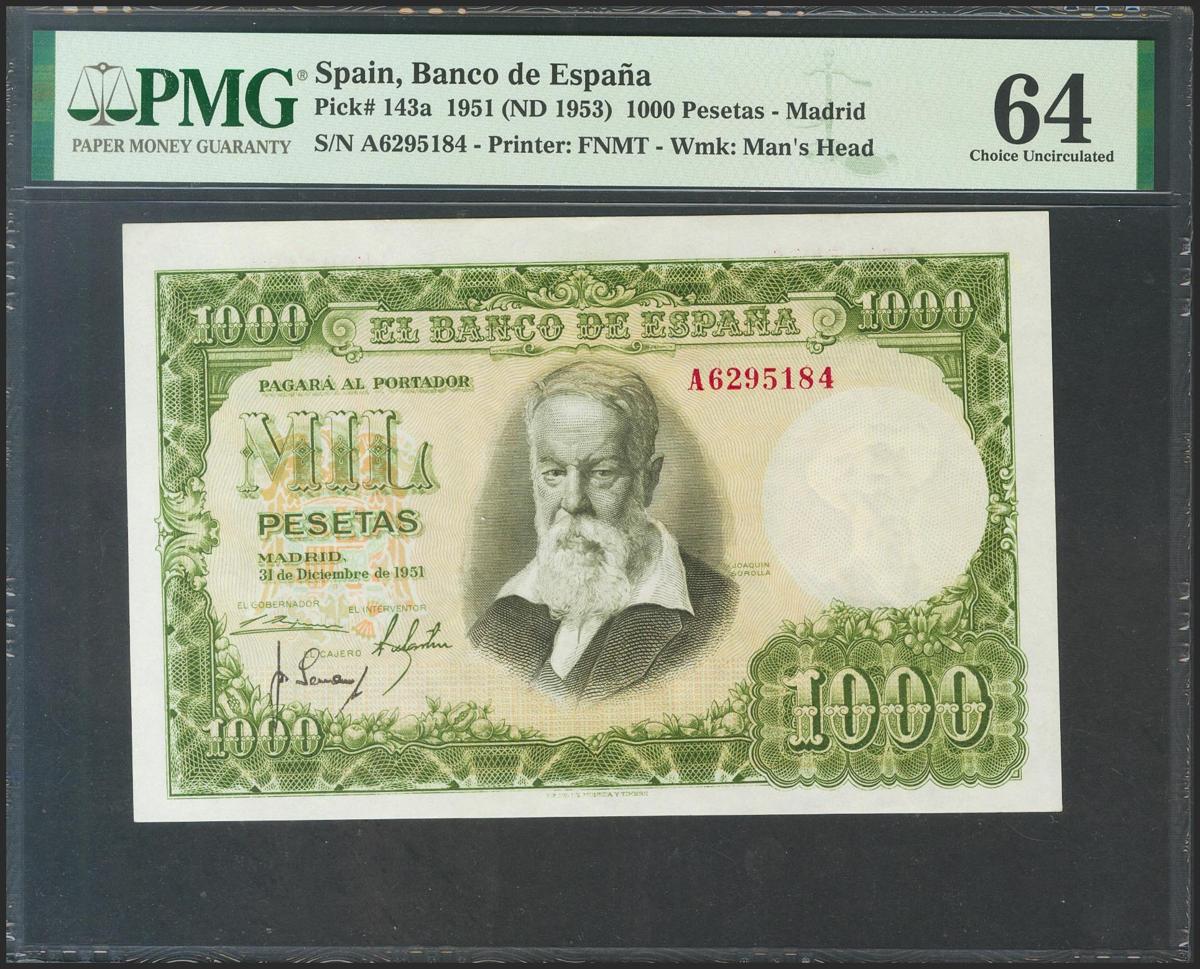 PMG®
PAPER MONEY GUARANTY
Spain, Banco de España
Pick# 143a 1951 (ND 1953) 1000 Pesetas - Madrid
S/N A6295184 - Printer: FNMT - Wmk: Man's Head
64
Choice Uncirculated
1000
EL BANCO DE ESPAÑA
1000
PAGARÁ AL PORTADOR
A6295184
MIL
PESETAS
MADRID,
31 de Diciembre de 1951
JOAQUIN
SOROLLA
EL GOBERNADOR
EL INTERVENTOR
EL CAJERO
1000
1000